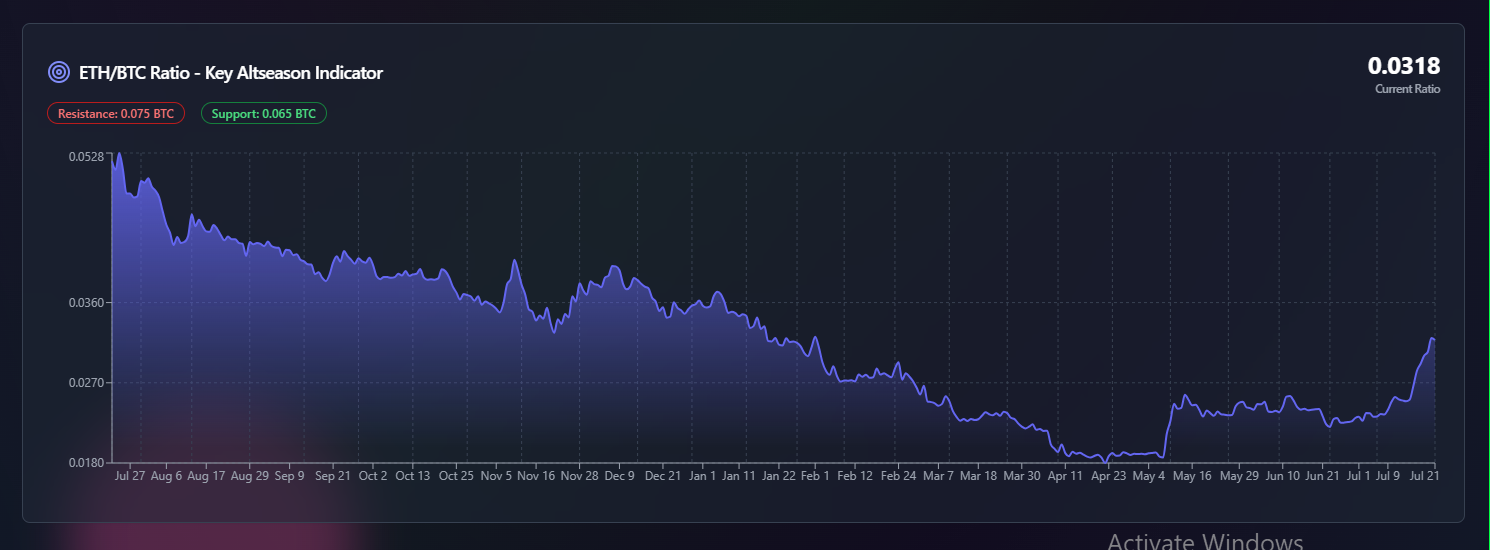 ETH/BTC Ratio - Key Altseason Indicator
0.0318
Current Ratio
Resistance: 0.075 BTC
Support: 0.065 BTC
0.0528
0.0360
0.0270
0.0180
Jul 27 Aug 6 Aug 17 Aug 29 Sep 9 Sep 21 Oct 2 Oct 13 Oct 25 Nov 5 Nov 16 Nov 28 Dec 9 Dec 21 Jan 1 Jan 11 Jan 22 Feb 1 Feb 12 Feb 24 Mar 7 Mar 18 Mar 30 Apr 11 Apr 23 May 4 May 16 May 29 Jun 10 Jun 21 Jul 1 Jul 9 Jul 21
Activate Windows